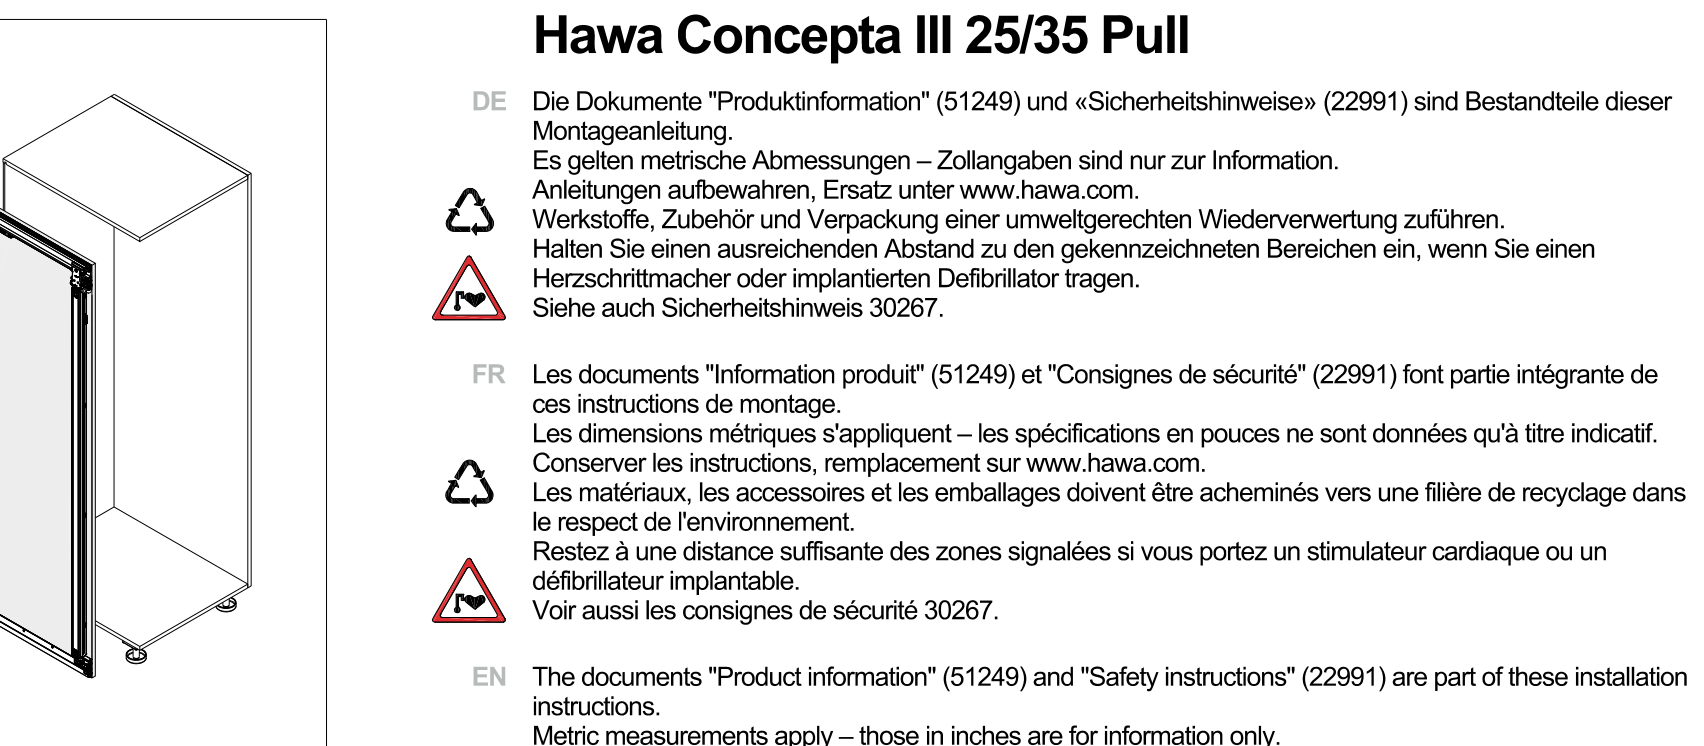 Hawa Concepta III 25/35 Pull
DE
Die Dokumente "Produktinformation" (51249) und «Sicherheitshinweise» (22991) sind Bestandteile dieser
Montageanleitung.
Es gelten metrische Abmessungen – Zollangaben sind nur zur Information.
Anleitungen aufbewahren, Ersatz unter www.hawa.com.
Werkstoffe, Zubehör und Verpackung einer umweltgerechten Wiederverwertung zuführen.
Halten Sie einen ausreichenden Abstand zu den gekennzeichneten Bereichen ein, wenn Sie einen
Herzschrittmacher oder implantierten Defibrillator tragen.
Siehe auch Sicherheitshinweis 30267.
FR
Les documents "Information produit" (51249) et "Consignes de sécurité" (22991) font partie intégrante de
ces instructions de montage.
Les dimensions métriques s'appliquent – les spécifications en pouces ne sont données qu'à titre indicatif.
Conserver les instructions, remplacement sur www.hawa.com.
Les matériaux, les accessoires et les emballages doivent être acheminés vers une filière de recyclage dans
le respect de l'environnement.
Restez à une distance suffisante des zones signalées si vous portez un stimulateur cardiaque ou un
défibrillateur implantable.
Voir aussi les consignes de sécurité 30267.
EN
The documents "Product information" (51249) and "Safety instructions" (22991) are part of these installation
instructions.
Metric measurements apply – those in inches are for information only.